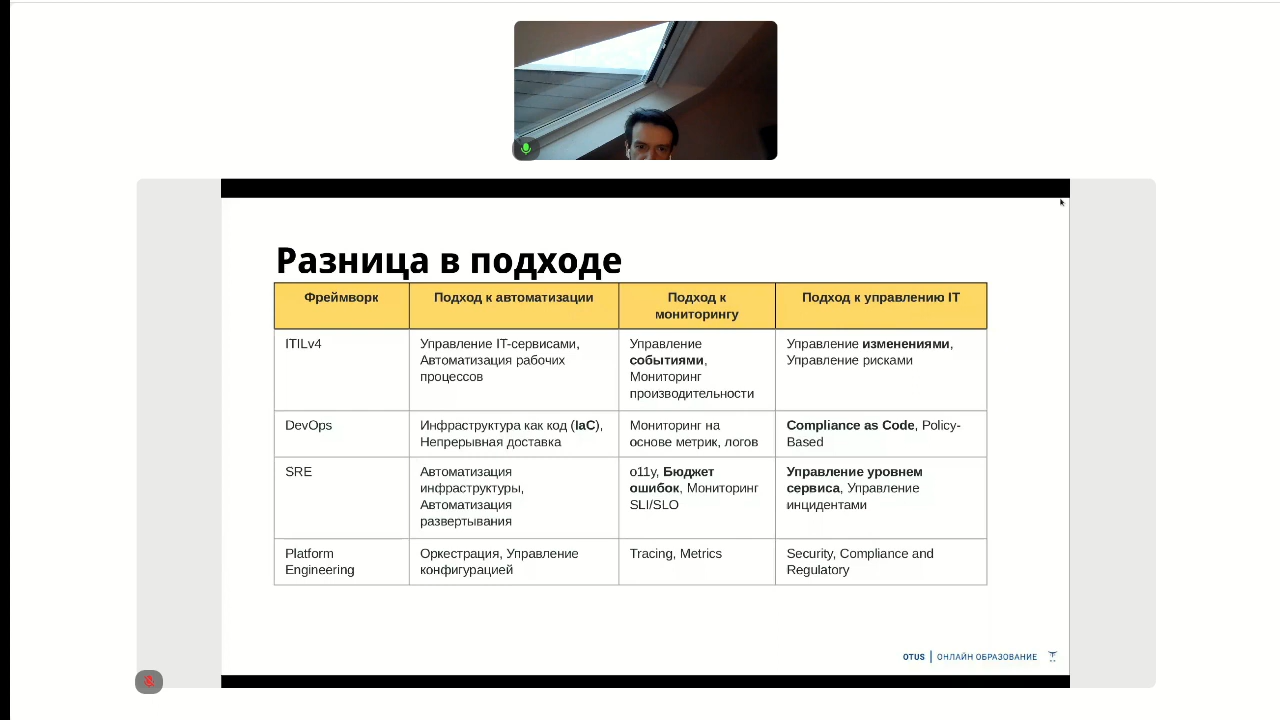 Разница в подходе
Фреймворк
Подход к автоматизации
Подход к
мониторингу
Подход к управлению IT
ITILv4
Управление IT-сервисами,
Автоматизация рабочих
процессов
Управление
событиями,
Мониторинг
производительности
Управление изменениями,
Управление рисками
DevOps
Инфраструктура как код (IaC),
Непрерывная доставка
Мониторинг на
основе метрик, логов
Compliance as Code, Policy-
Based
SRE
Автоматизация
инфраструктуры,
Автоматизация
развертывания
o11y, Бюджет
ошибок, Мониторинг
SLI/SLO
Управление уровнем
сервиса, Управление
инцидентами
Platform
Engineering
Оркестрация, Управление
конфигурацией
Tracing, Metrics
Security, Compliance and
Regulatory
OTUS | ОНЛАЙН ОБРАЗОВАНИЕ